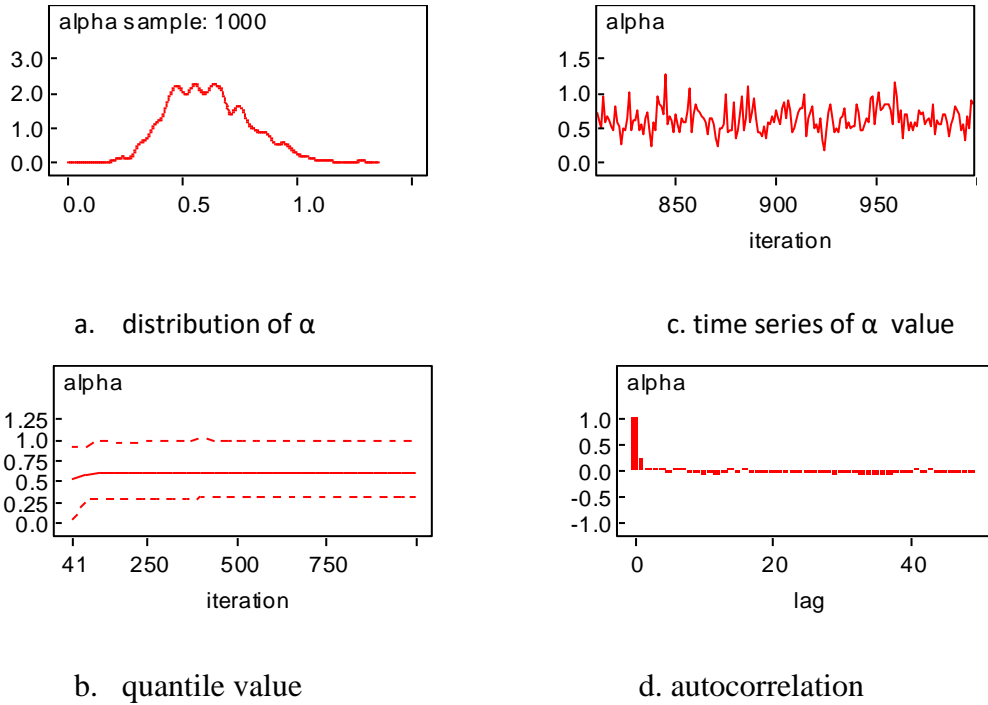 alpha sample: 1000
3.0
2.0
1.0
0.0
0.0 0.5 1.0
a. distribution of α
alpha
1.5
1.0
0.5
0.0
850 900 950
iteration
c. time series of α value
alpha
1.25
1.0
0.75
0.5
0.25
0.0
41 250 500 750
iteration
b. quantile value
alpha
1.0
0.5
0.0
-0.5
-1.0
0 20 40
lag
d. autocorrelation